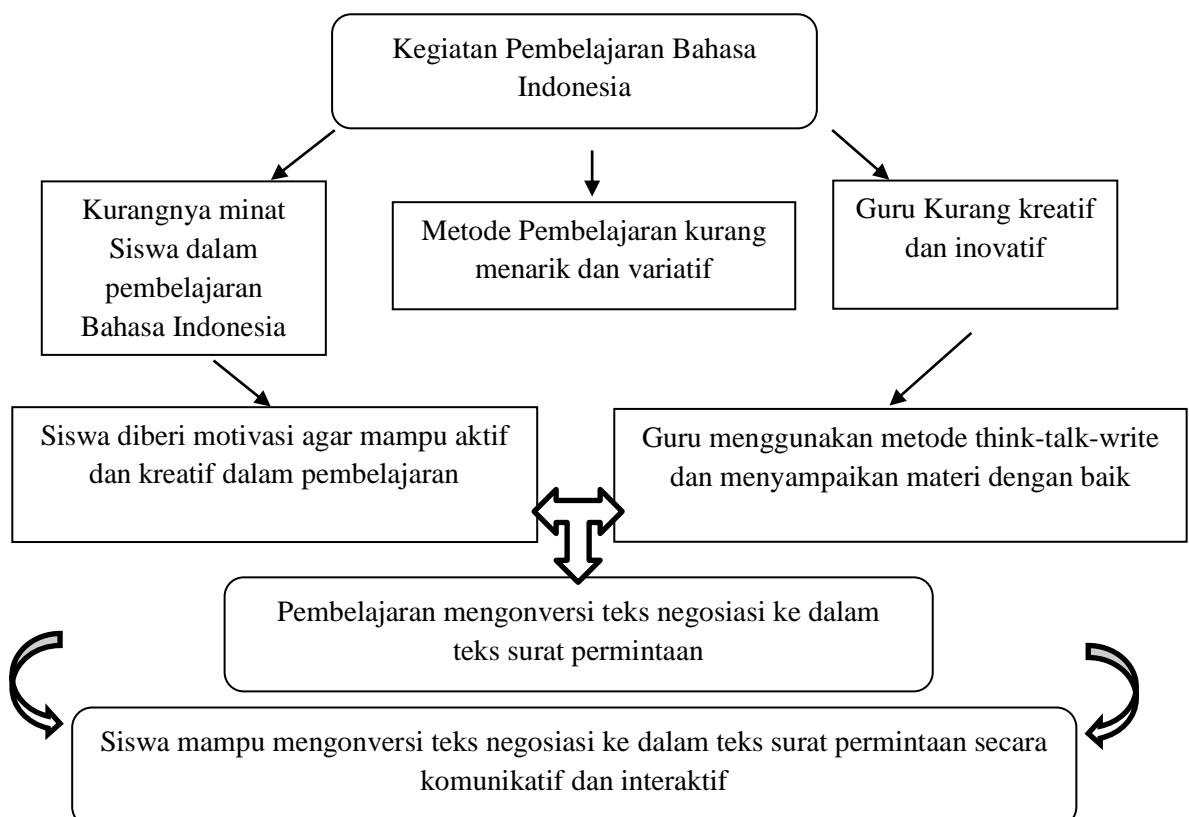 Kegiatan Pembelajaran Bahasa
Indonesia
Kurangnya minat
Siswa dalam
pembelajaran
Bahasa Indonesia
Metode Pembelajaran kurang
menarik dan variatif
Guru Kurang kreatif
dan inovatif
Siswa diberi motivasi agar mampu aktif
dan kreatif dalam pembelajaran
Guru menggunakan metode think-talk-write
dan menyampaikan materi dengan baik
Pembelajaran mengonversi teks negosiasi ke dalam
teks surat permintaan
Siswa mampu mengonversi teks negosiasi ke dalam teks surat permintaan secara
komunikatif dan interaktif